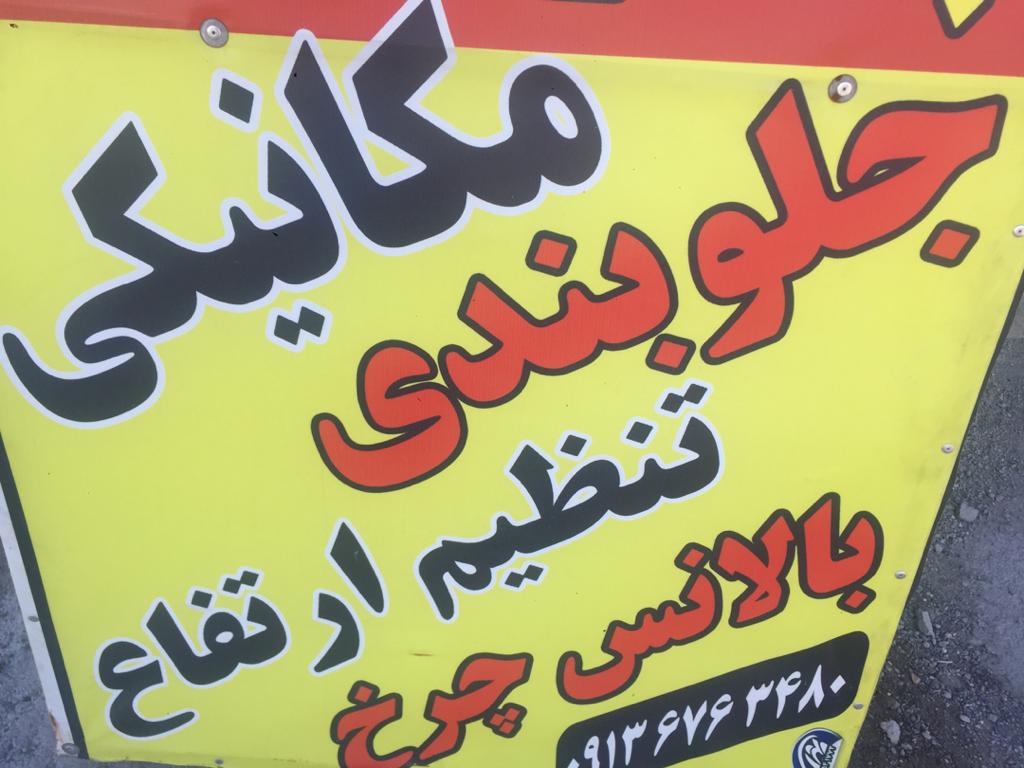 مکانیکی
جلوبندی
تنظیم ارتفاع
بالانس چرخ
۰۹۱۳ ۶۷۶ ۳۴۸۰